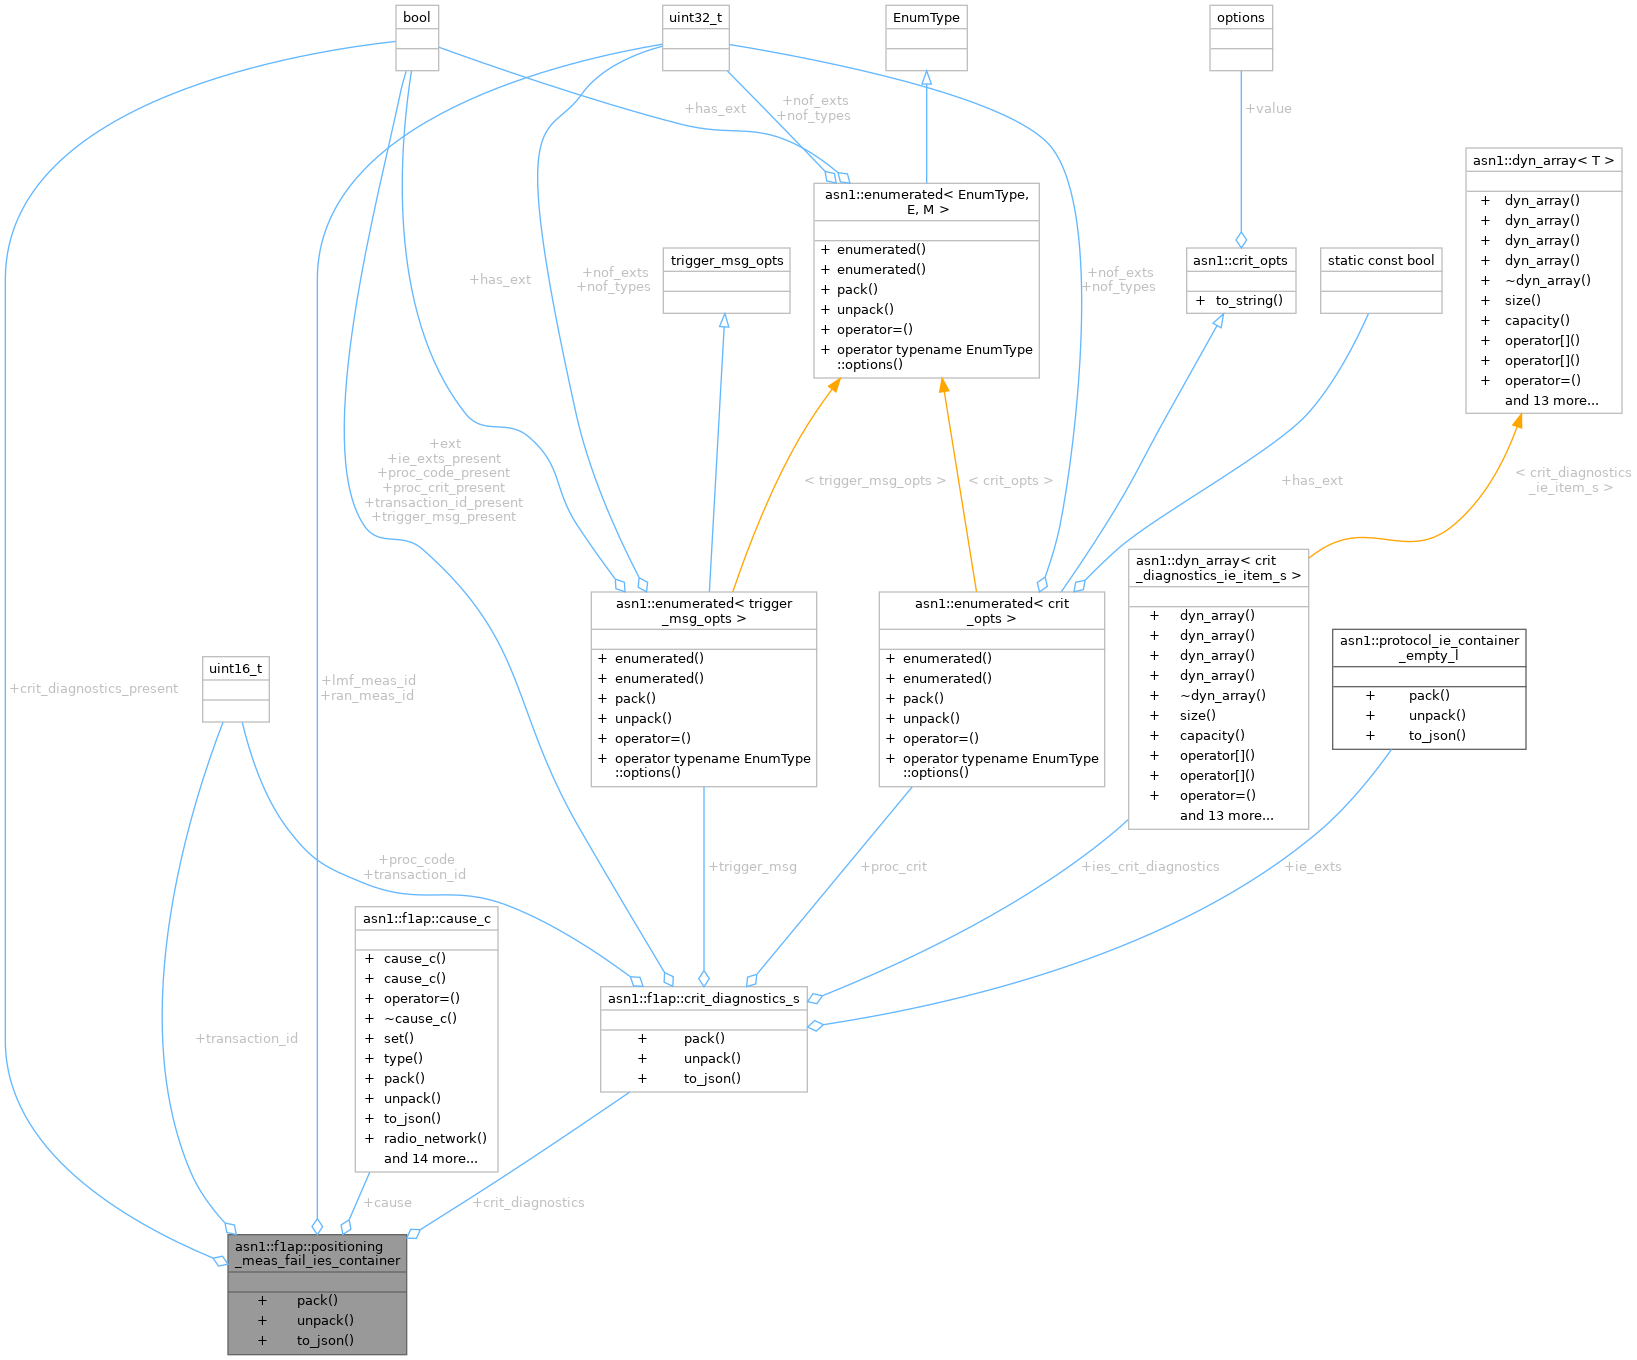 bool
uint32_t
EnumType
options
+has_ext
+nof_exts
+nof_types
+value
asn1::dyn_array< T >
+ dyn_array()
+ dyn_array()
+ dyn_array()
+ dyn_array()
+ ~dyn_array()
+ size()
+ capacity()
+ operator[]()
+ operator[]()
+ operator=()
and 13 more...
asn1::enumerated< EnumType,
E, M >
+ enumerated()
+ enumerated()
+ pack()
+ unpack()
+ operator=()
+ operator typename EnumType
::options()
trigger_msg_opts
asn1::crit_opts
+ to_string()
static const bool
+has_ext
+nof_exts
+nof_types
+nof_exts
+nof_types
+ext
+ie_exts_present
+proc_code_present
+proc_crit_present
+transaction_id_present
+trigger_msg_present
< trigger_msg_opts >
< crit_opts >
+has_ext
< crit_diagnostics
_ie_item_s >
asn1::enumerated< trigger
_msg_opts >
+ enumerated()
+ enumerated()
+ pack()
+ unpack()
+ operator=()
+ operator typename EnumType
::options()
asn1::enumerated< crit
_opts >
+ enumerated()
+ enumerated()
+ pack()
+ unpack()
+ operator=()
+ operator typename EnumType
::options()
asn1::dyn_array< crit
_diagnostics_ie_item_s >
+ dyn_array()
+ dyn_array()
+ dyn_array()
+ dyn_array()
+ ~dyn_array()
+ size()
+ capacity()
+ operator[]()
+ operator[]()
+ operator=()
and 13 more...
asn1::protocol_ie_container
_empty_l
+ pack()
+ unpack()
+ to_json()
uint16_t
+crit_diagnostics_present
+lmf_meas_id
+ran_meas_id
+proc_code
+transaction_id
+trigger_msg
+proc_crit
+ies_crit_diagnostics
+ie_exts
asn1::f1ap::cause_c
+ cause_c()
+ cause_c()
+ operator=()
+ ~cause_c()
+ set()
+ type()
+ pack()
+ unpack()
+ to_json()
+ radio_network()
and 14 more...
asn1::f1ap::crit_diagnostics_s
+ pack()
+ unpack()
+ to_json()
+transaction_id
+cause
+crit_diagnostics
asn1::f1ap::positioning
_meas_fail_ies_container
+ pack()
+ unpack()
+ to_json()